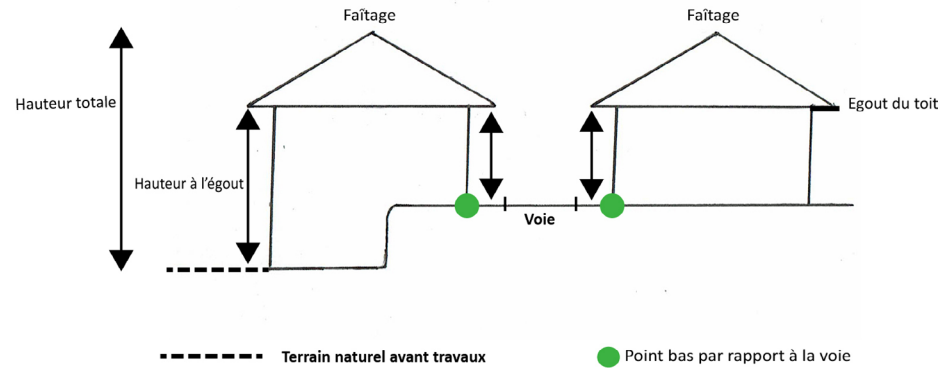 Faîtage
Faîtage
Hauteur totale
Egout du toit
Hauteur à l'égout
Voie
Terrain naturel avant travaux
Point bas par rapport à la voie